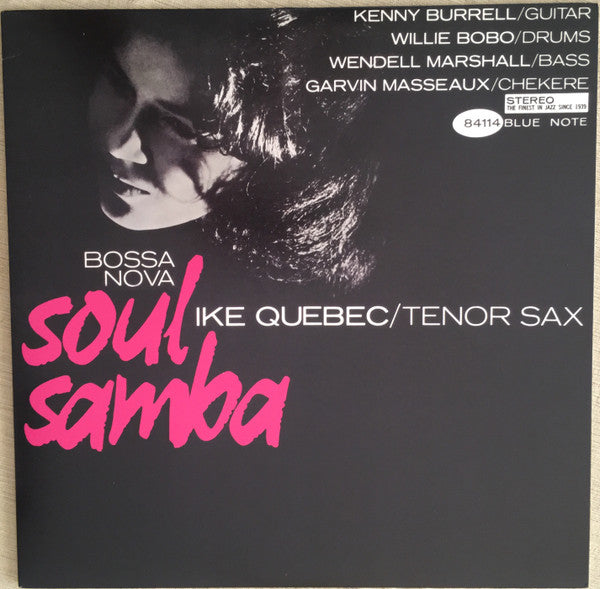 KENNY BURRELL/GUITAR
WILLIE BOBO/DRUMS
WENDELL MARSHALL/BASS
GARVIN MASSEAUX/CHEKERE
STEREO
THE FINEST IN JAZZ SINCE 1939
84114 BLUE NOTE
BOSSA
NOVA
soul
samba
IKE QUEBEC/TENOR SAX